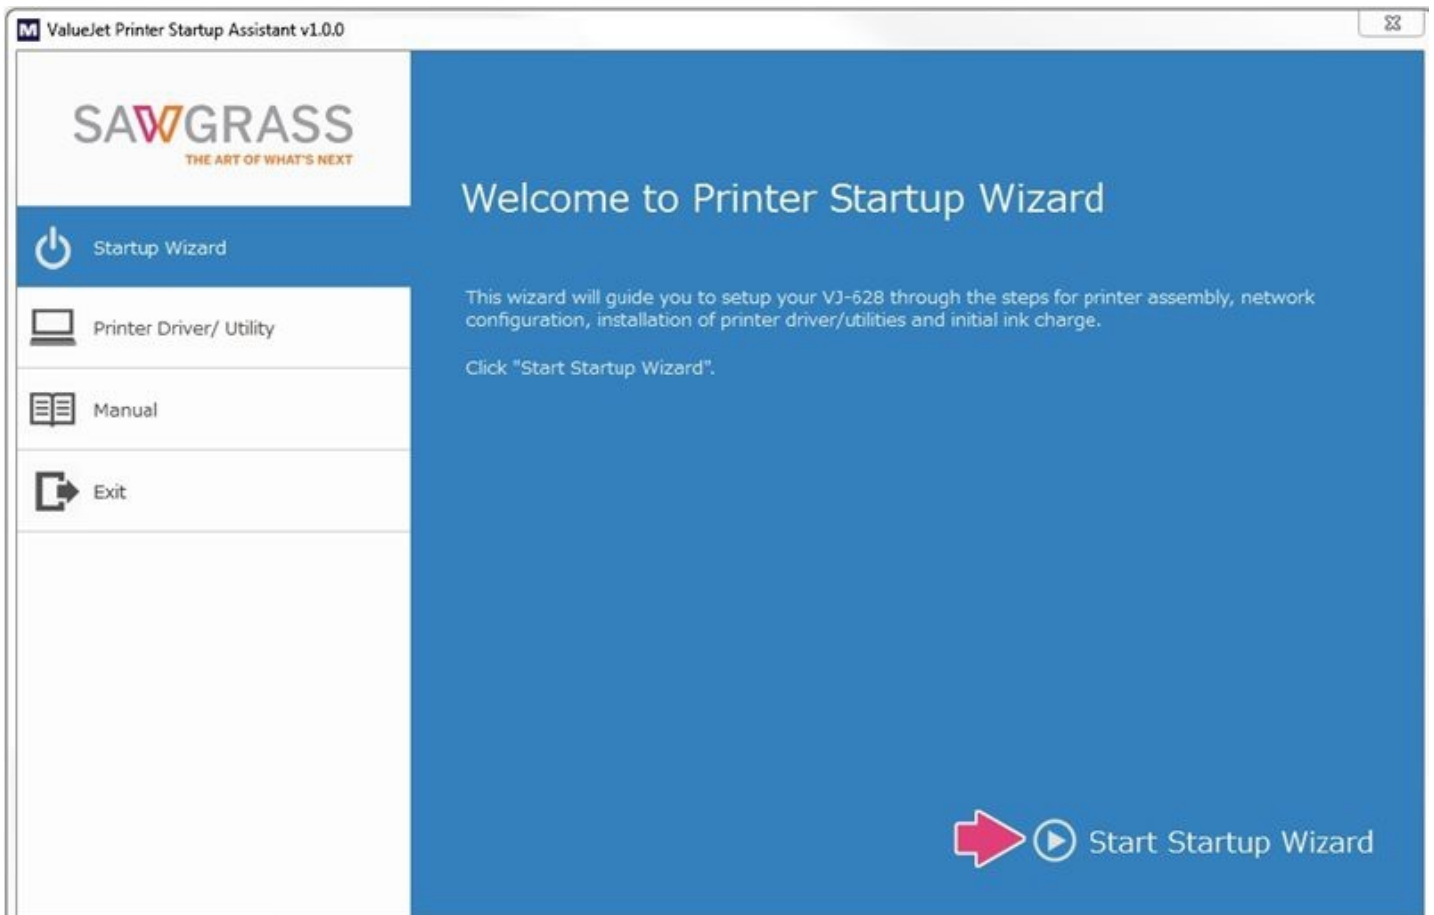 M ValueJet Printer Startup Assistant v1.0.0
SAWGRASS
THE ART OF WHAT'S NEXT
Startup Wizard
Printer Driver/ Utility
Manual
Exit
Welcome to Printer Startup Wizard
This wizard will guide you to setup your VJ-628 through the steps for printer assembly, network
configuration, installation of printer driver/utilities and initial ink charge.
Click "Start Startup Wizard".
Start Startup Wizard